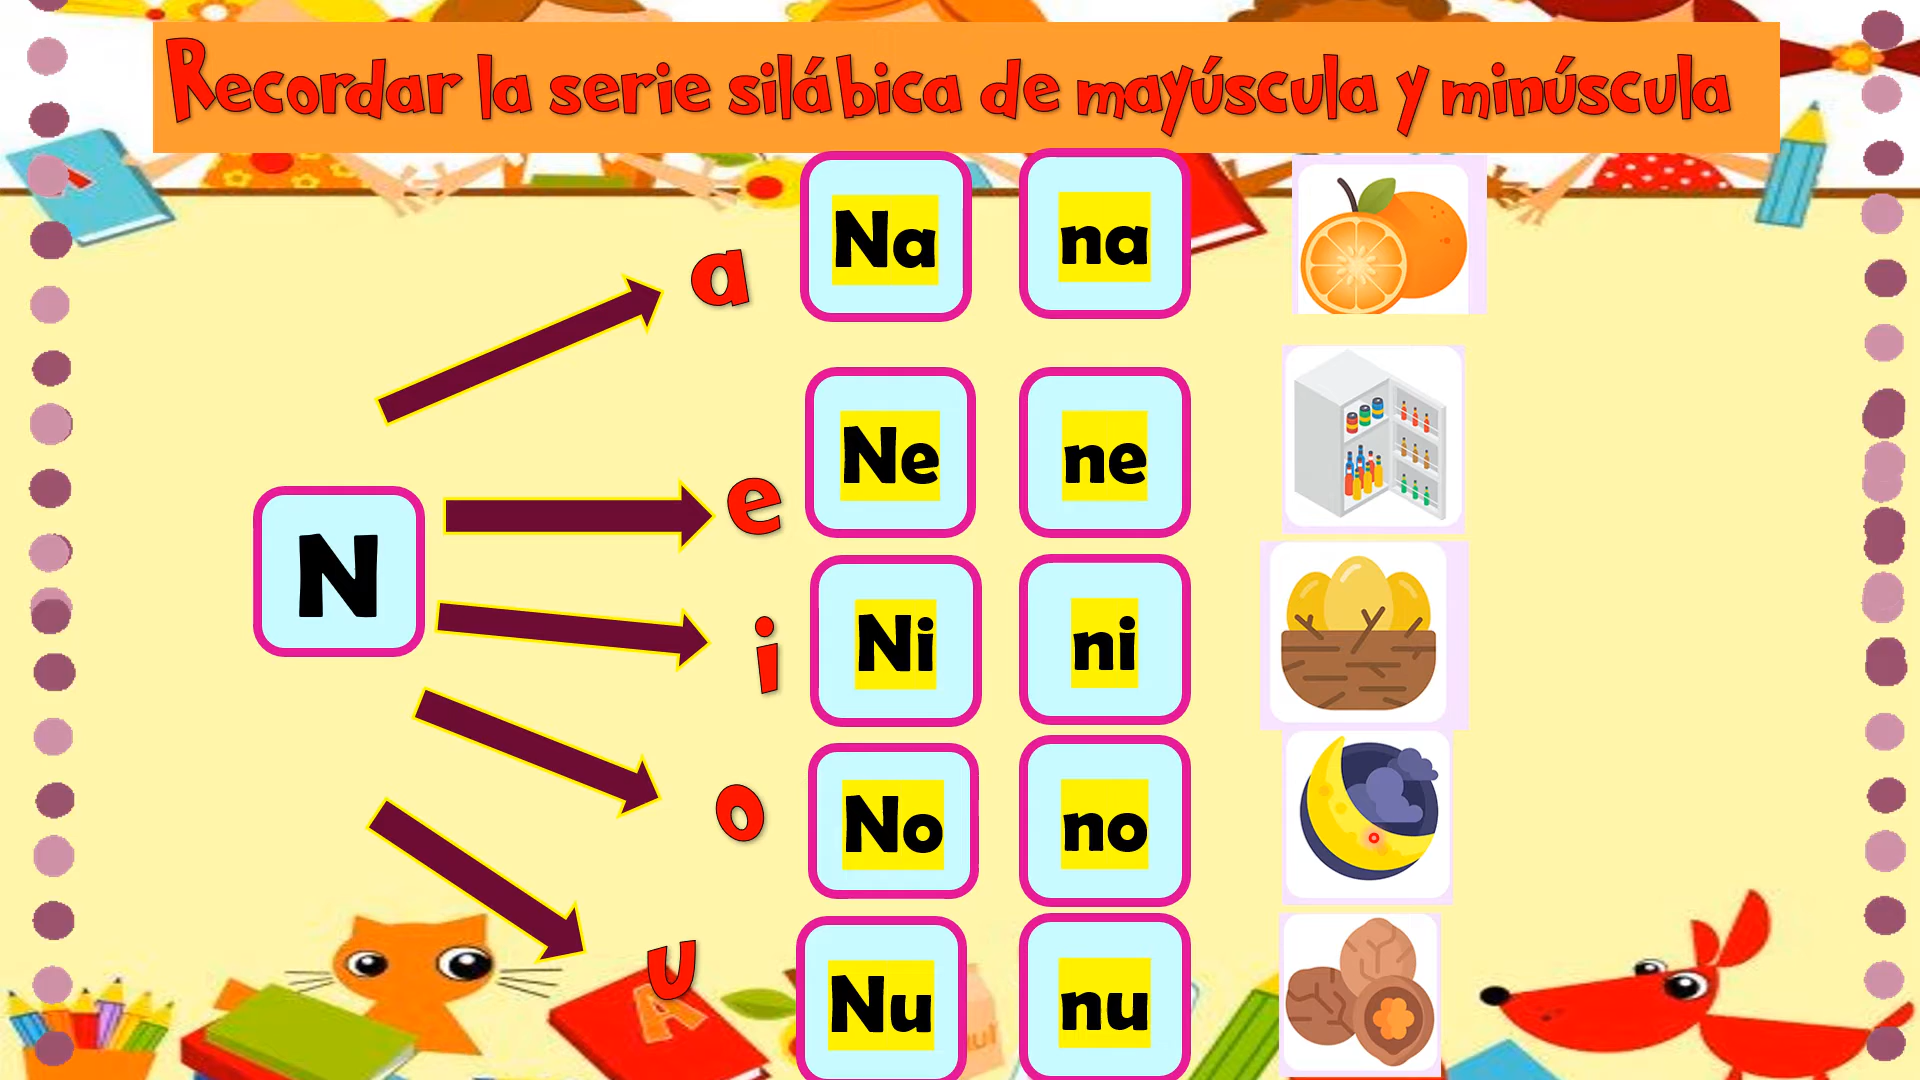 Recordar la serie silábica de mayúscula y minúscula
a Na na
e Ne ne
N
i Ni ni
o No no
u Nu nu
A